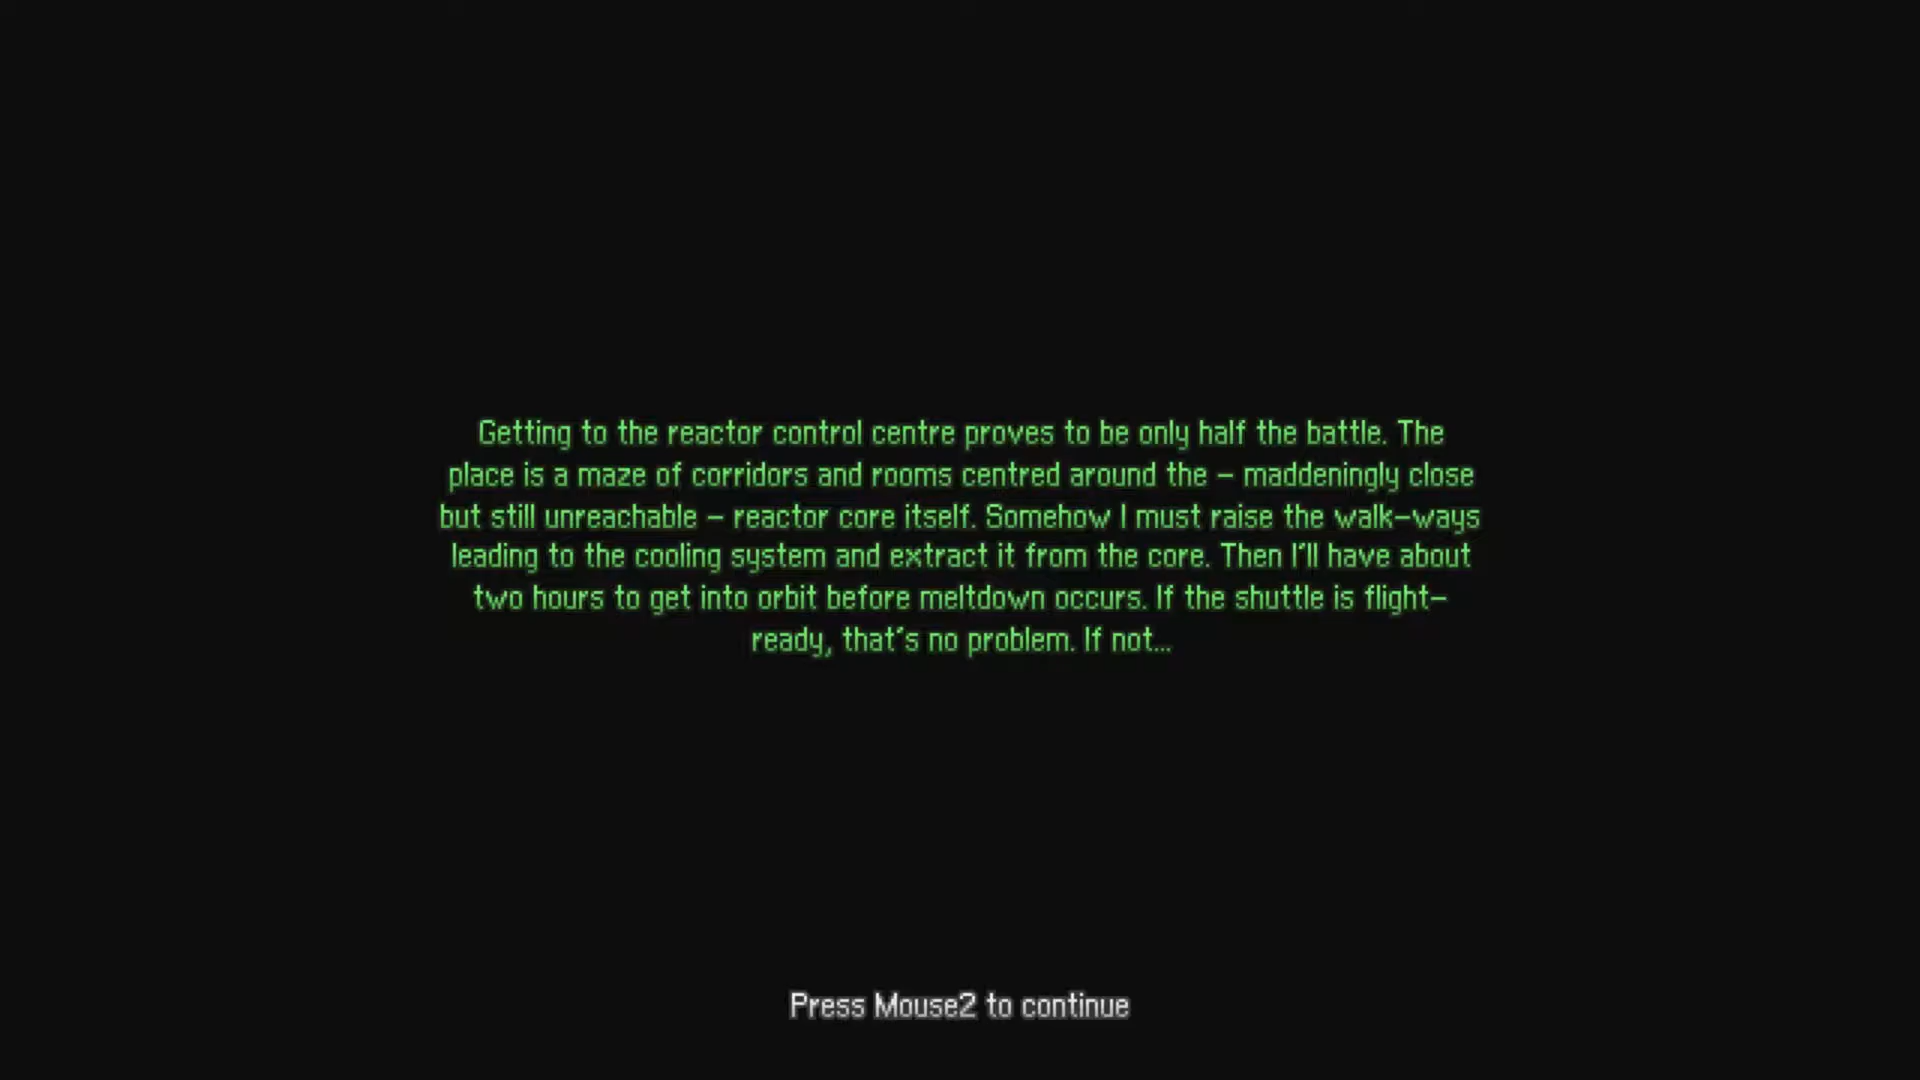 Getting to the reactor control centre proves to be only half the battle. The
place is a maze of corridors and rooms centred around the – maddeningly close
but still unreachable – reactor core itself. Somehow I must raise the walk-ways
leading to the cooling system and extract it from the core. Then I'll have about
two hours to get into orbit before meltdown occurs. If the shuttle is flight-
ready, that's no problem. If not...
Press Mouse2 to continue